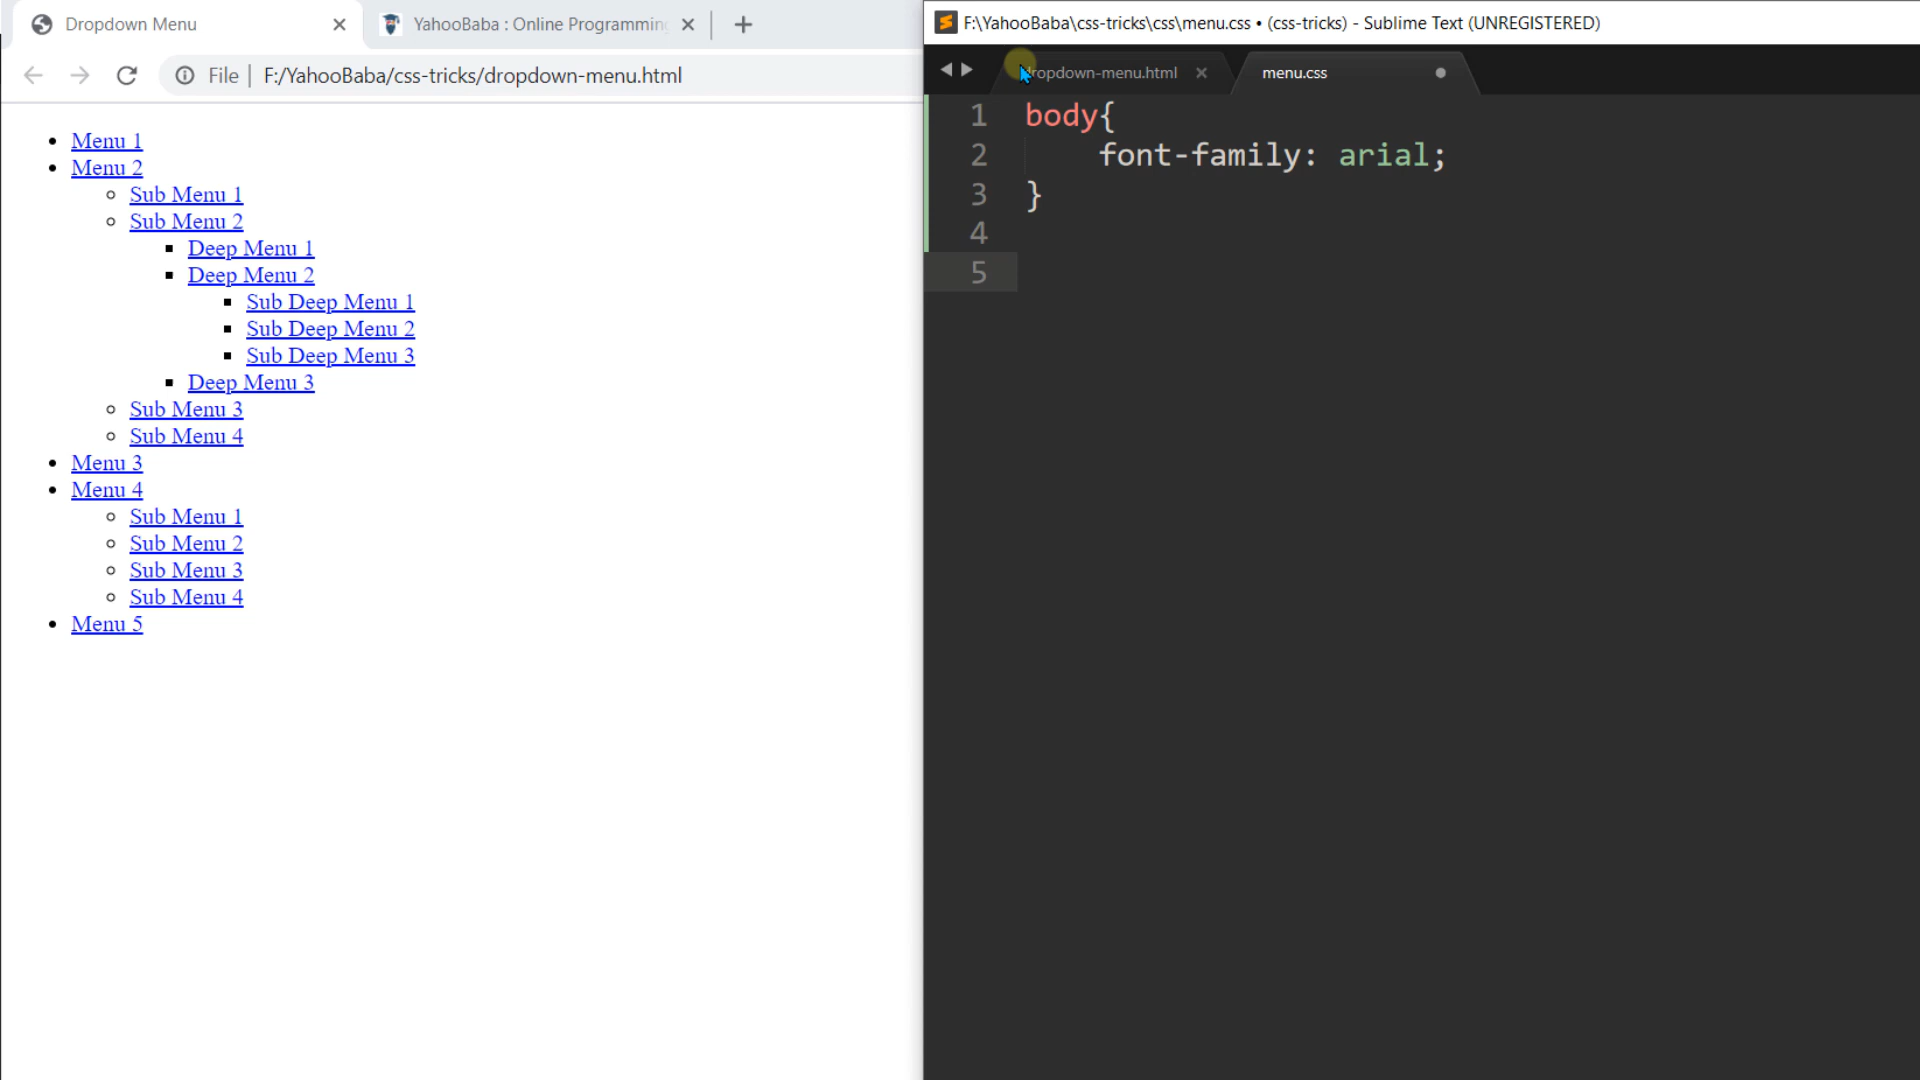 Dropdown Menu
YahooBaba : Online Programming
File
F:/YahooBaba/css-tricks/dropdown-menu.html
Menu 1
Menu 2
Sub Menu 1
Sub Menu 2
Deep Menu 1
Deep Menu 2
Sub Deep Menu 1
Sub Deep Menu 2
Sub Deep Menu 3
Deep Menu 3
Sub Menu 3
Sub Menu 4
Menu 3
Menu 4
Sub Menu 1
Sub Menu 2
Sub Menu 3
Sub Menu 4
Menu 5
F:\YahooBaba\css-tricks\css\menu.css • (css-tricks) - Sublime Text (UNREGISTERED)
dropdown-menu.html
menu.css
1 body{
2 font-family: arial;
3 }
4
5